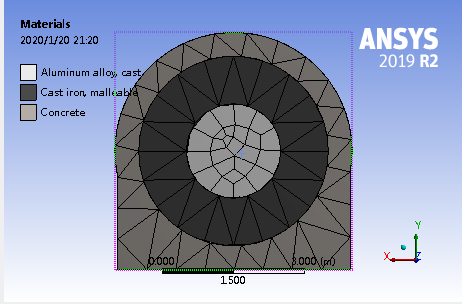 Materials
2020/1/20 21:20
Aluminum alloy, cast
Cast iron, malleable
Concrete
ANSYS
2019 R2
0.000 3.000 (m)
1.500
Y
X Z